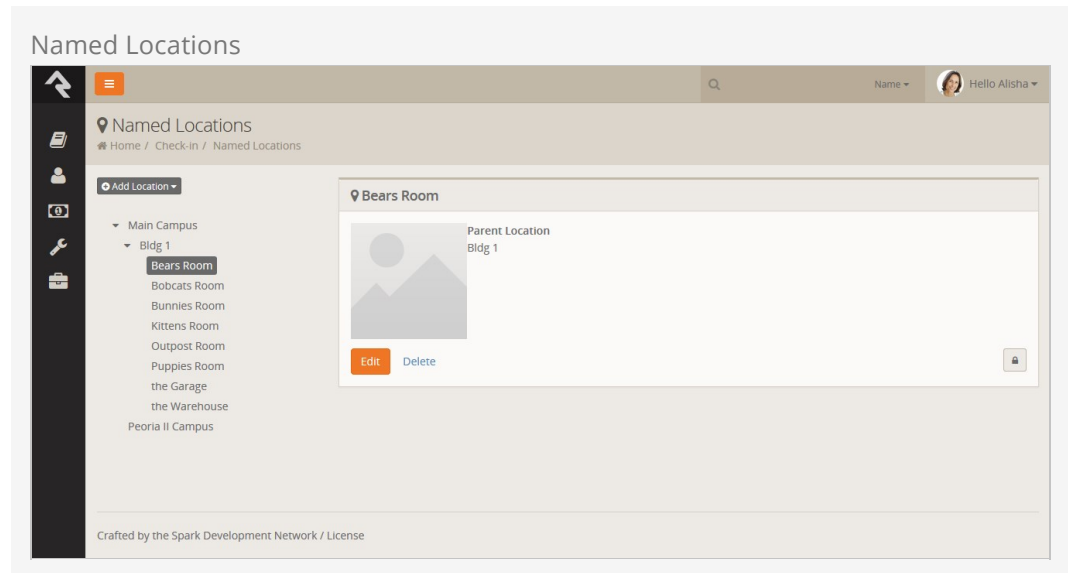 Named Locations
Name
Hello Alisha
Named Locations
Home / Check-in / Named Locations
Add Location
Main Campus
Bldg 1
Bears Room
Bobcats Room
Bunnies Room
Kittens Room
Outpost Room
Puppies Room
the Garage
the Warehouse
Peoria II Campus
Bears Room
Parent Location
Bldg 1
Edit Delete
Crafted by the Spark Development Network / License